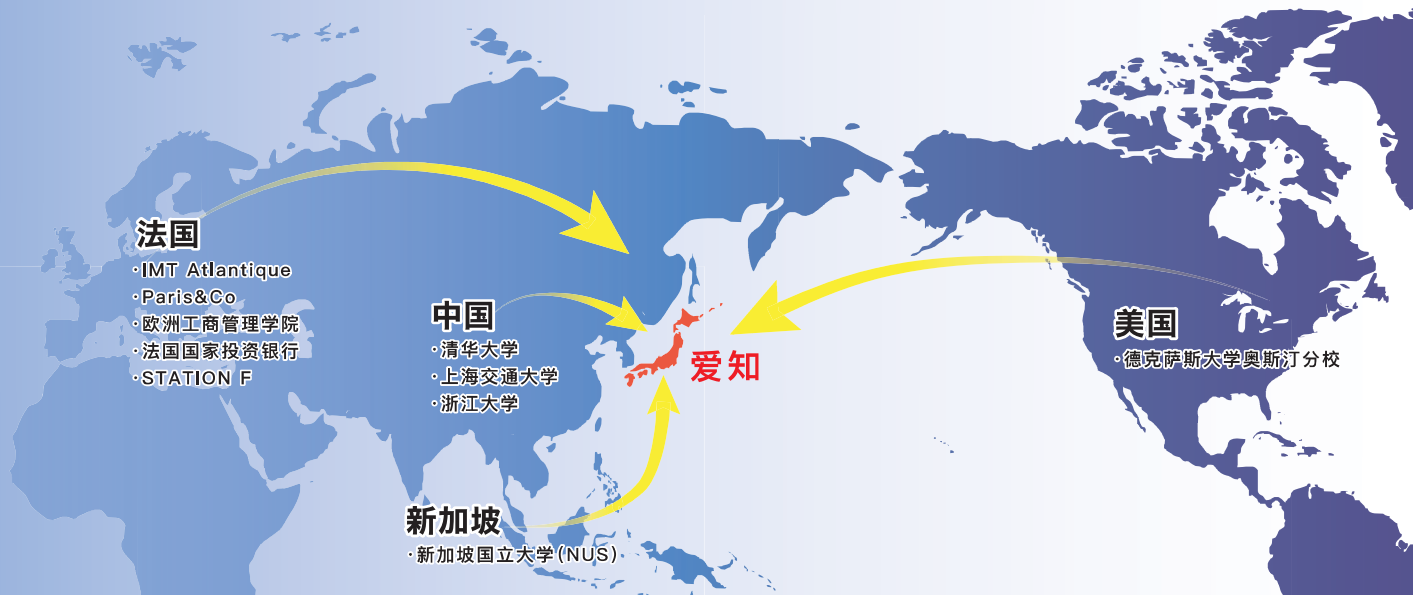 法国
·IMT Atlantique
·Paris&Co
·欧洲工商管理学院
·法国国家投资银行
·STATION F
中国
·清华大学
·上海交通大学
·浙江大学
爱知
美国
·德克萨斯大学奥斯汀分校
新加坡
·新加坡国立大学(NUS)